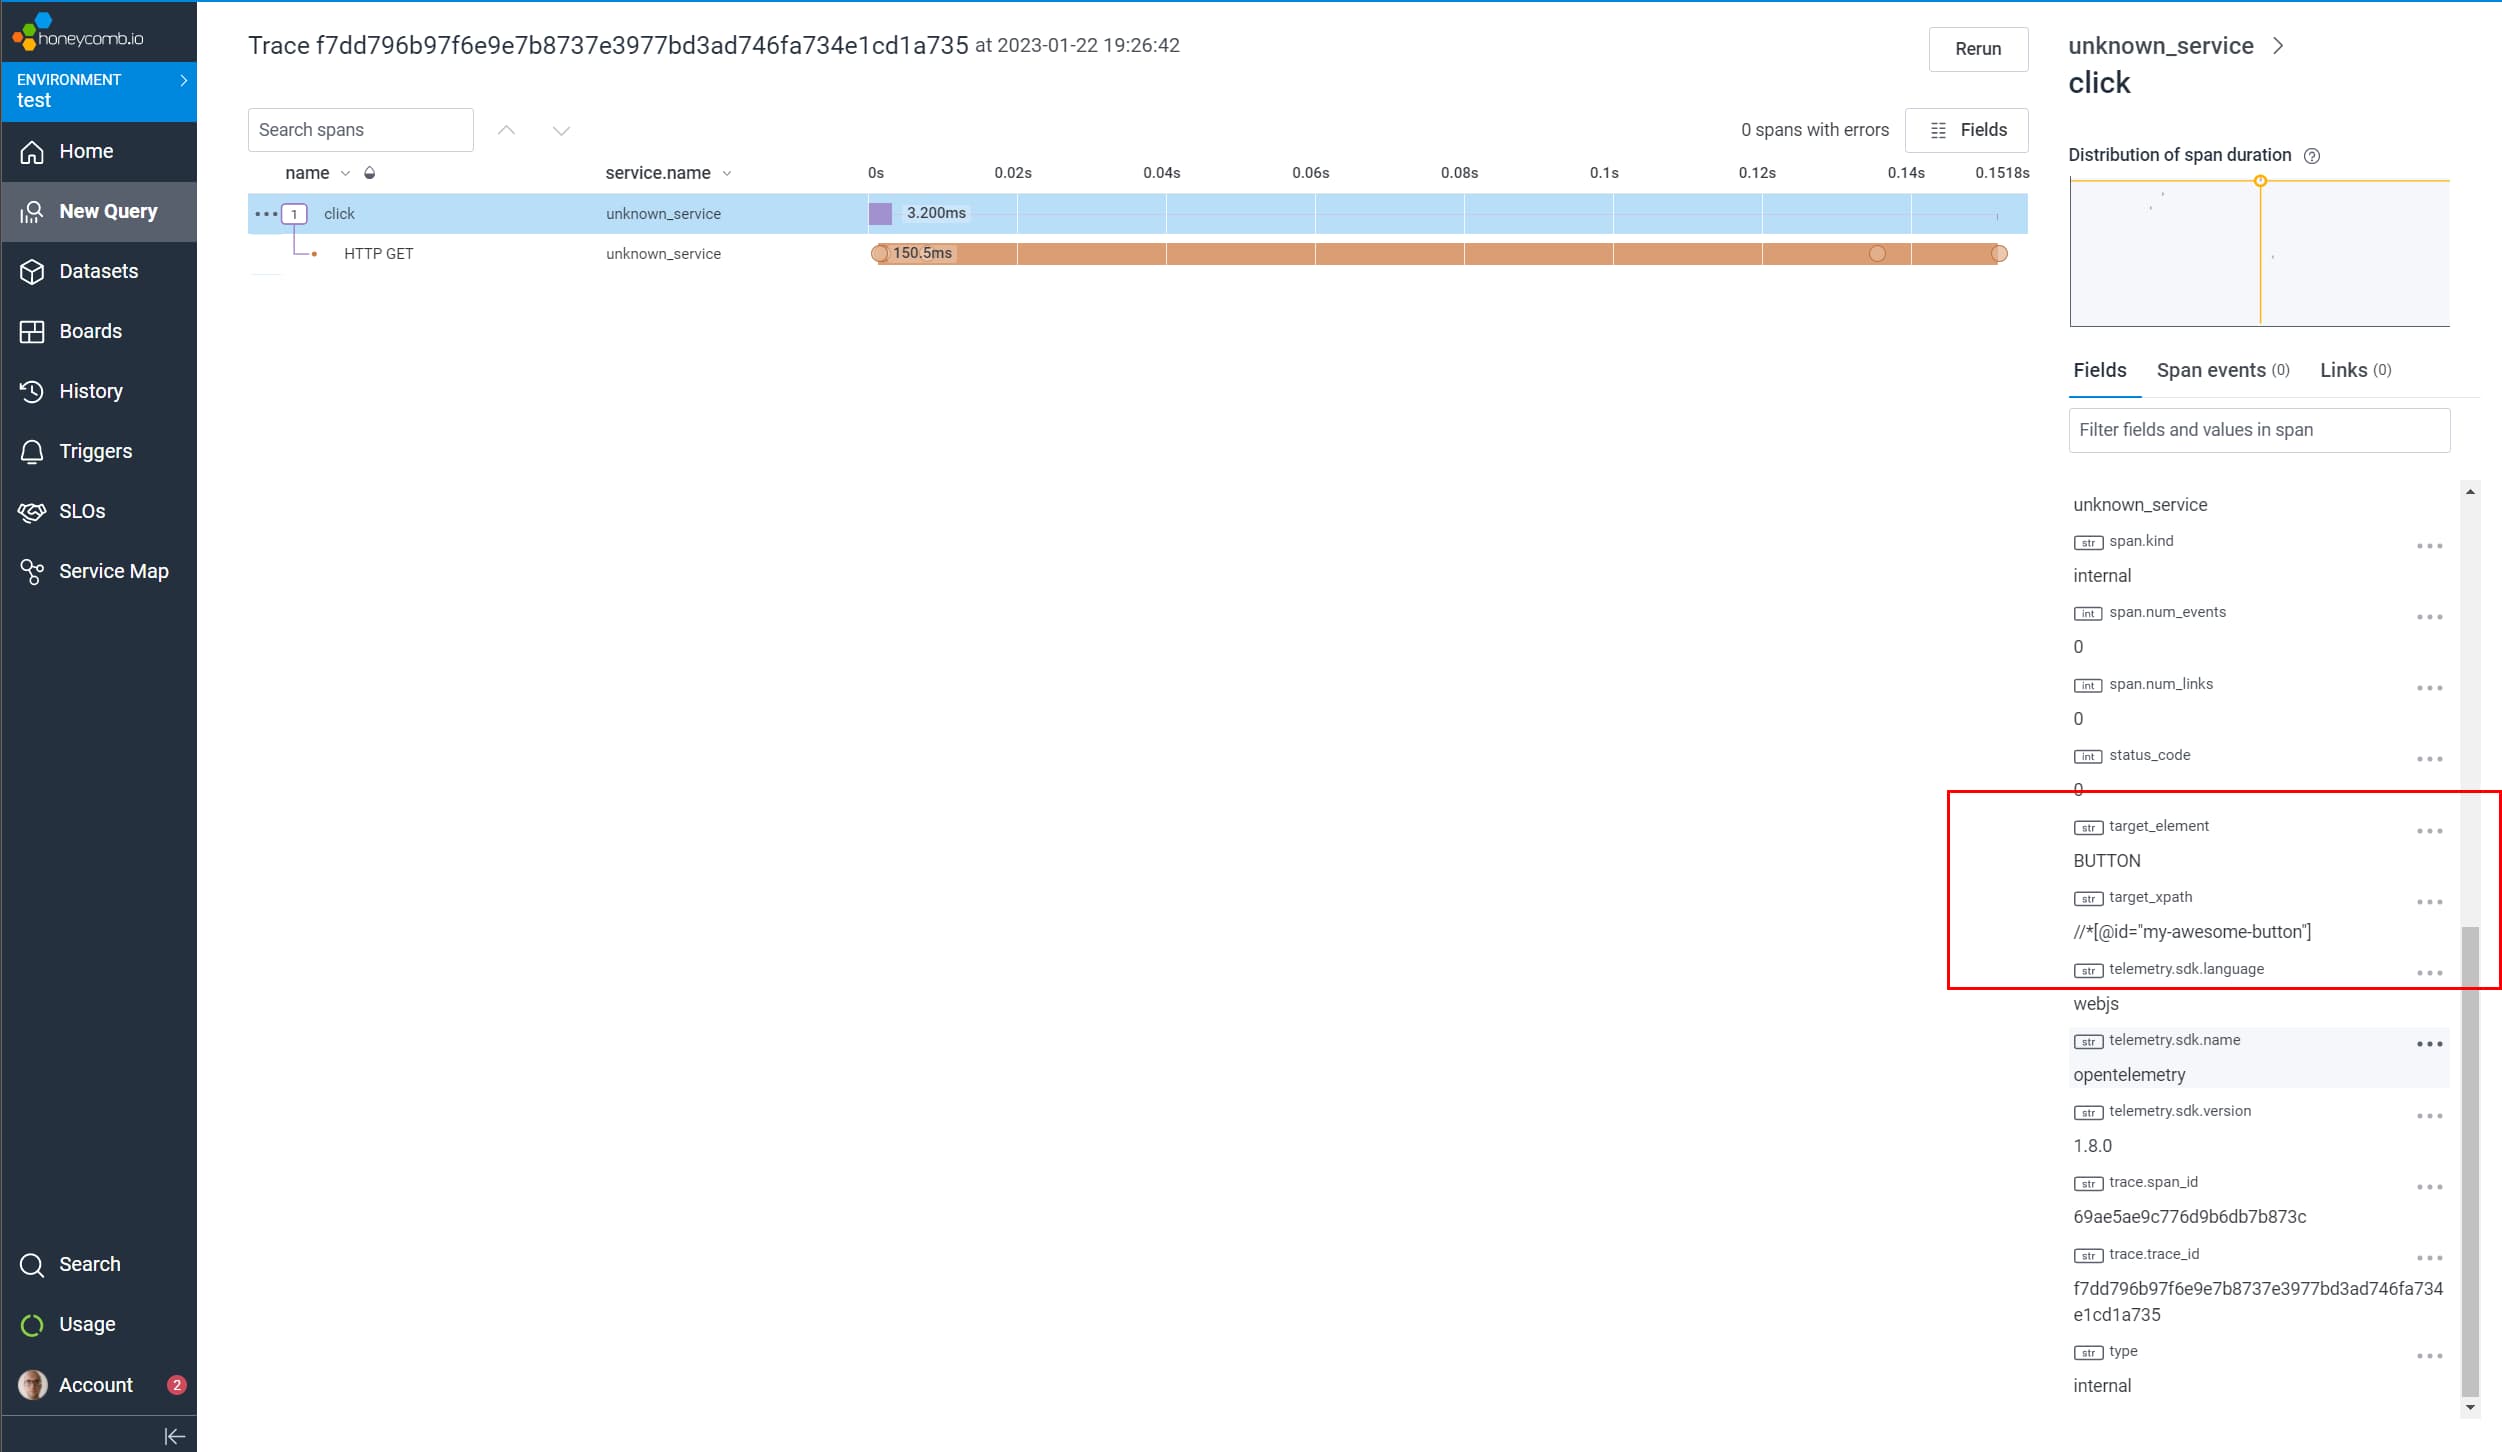 honeycomb.io
ENVIRONMENT
test
Home
New Query
Datasets
Boards
History
Triggers
SLOs
Service Map
Search
Usage
Account 2
Trace f7dd796b97f6e9e7b8737e3977bd3ad746fa734e1cd1a735 at 2023-01-22 19:26:42
Rerun
Search spans
0 spans with errors
Fields
name service.name 0s 0.02s 0.04s 0.06s 0.08s 0.1s 0.12s 0.14s 0.1518s
1 click unknown_service 3.200ms
HTTP GET unknown_service 150.5ms
unknown_service
click
Distribution of span duration ?
Fields Span events (0) Links (0)
Filter fields and values in span
unknown_service
str span.kind
internal
int span.num_events
0
int span.num_links
0
int status_code
0
str target_element
BUTTON
str target_xpath
//*[@id="my-awesome-button"]
str telemetry.sdk.language
webjs
str telemetry.sdk.name
opentelemetry
str telemetry.sdk.version
1.8.0
str trace.span_id
69ae5ae9c776d9b6db7b873c
str trace.trace_id
f7dd796b97f6e9e7b8737e3977bd3ad746fa734
e1cd1a735
str type
internal